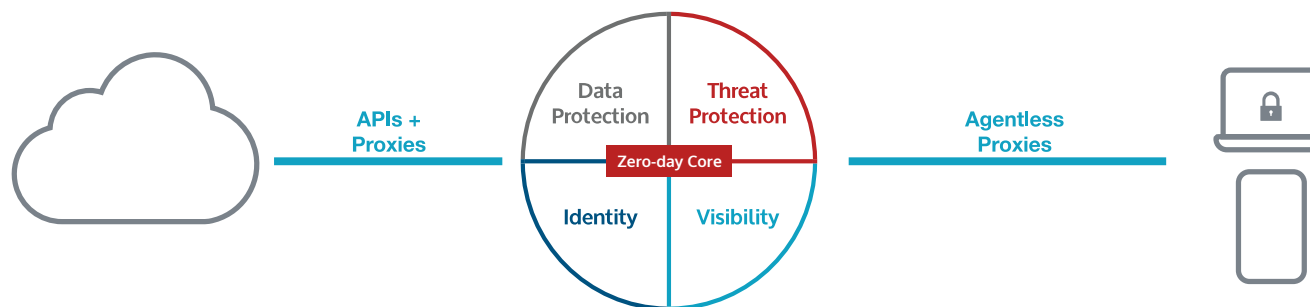 APIs +
Proxies
Data
Protection
Threat
Protection
Zero-day Core
Identity
Visibility
Agentless
Proxies